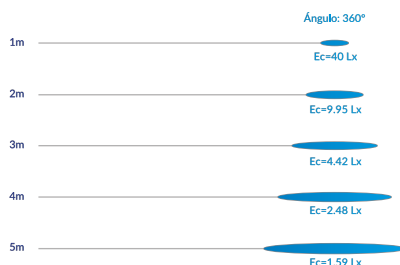 Ángulo: 360º
1m
Ec=40 Lx
2m
Ec=9.95 Lx
3m
Ec=4.42 Lx
4m
Ec=2.48 Lx
5m
Ec=1.59 Lx